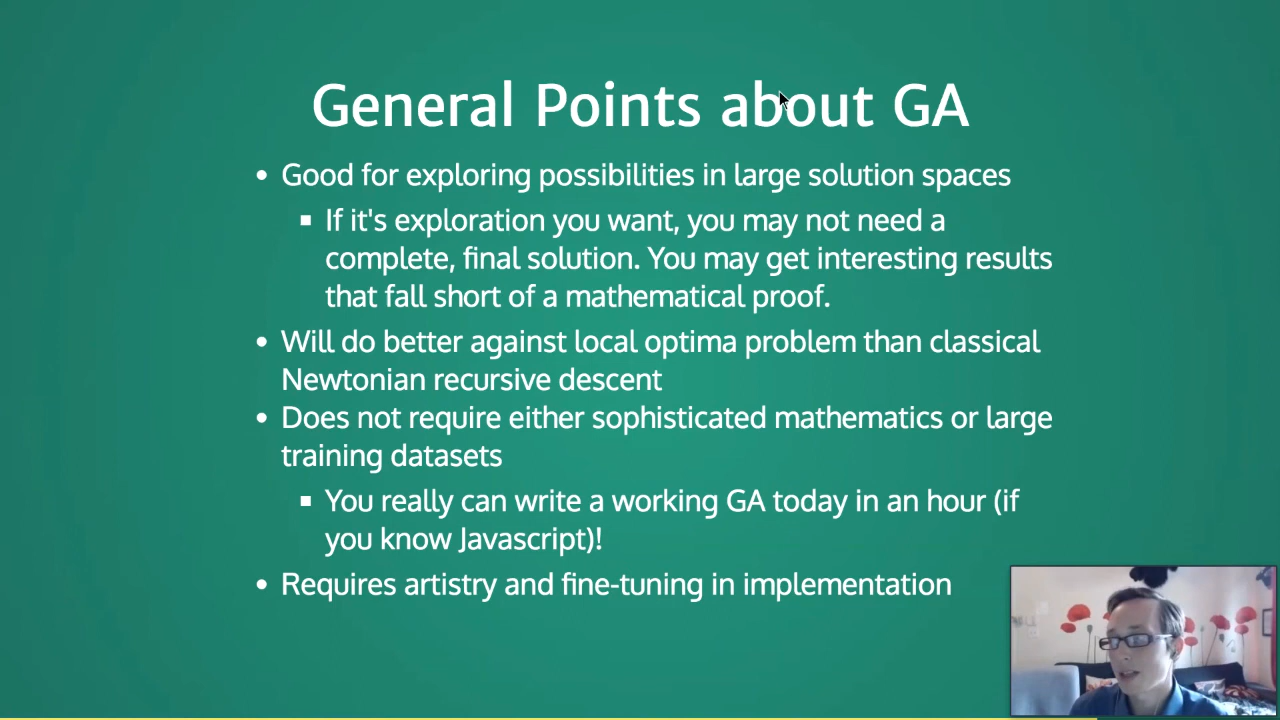 General Points about GA
• Good for exploring possibilities in large solution spaces
▪ If it's exploration you want, you may not need a
complete, final solution. You may get interesting results
that fall short of a mathematical proof.
• Will do better against local optima problem than classical
Newtonian recursive descent
• Does not require either sophisticated mathematics or large
training datasets
▪ You really can write a working GA today in an hour (if
you know Javascript)!
• Requires artistry and fine-tuning in implementation